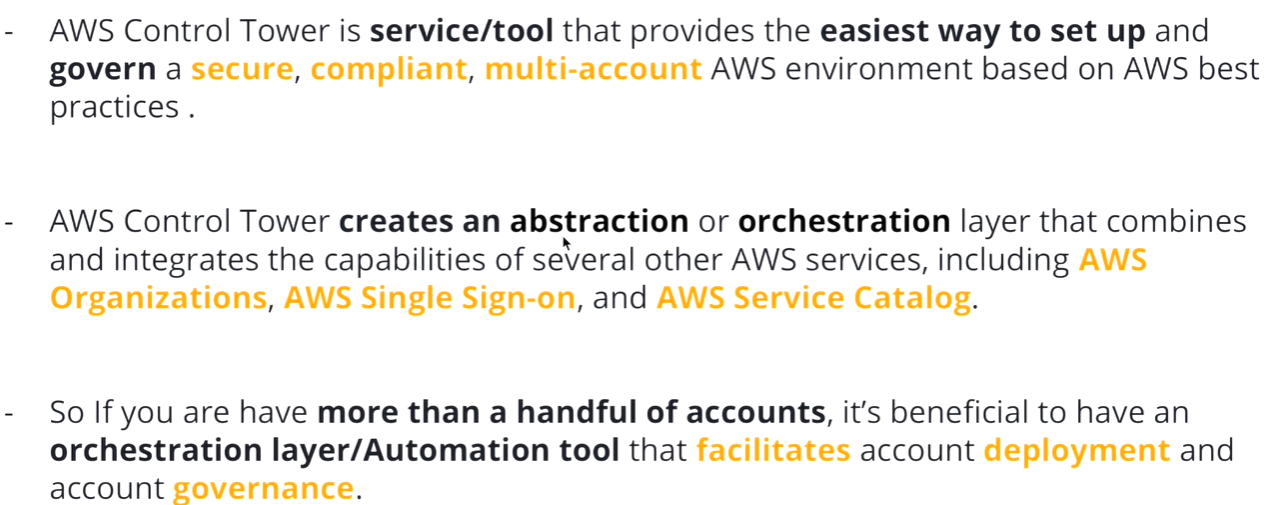 - AWS Control Tower is service/tool that provides the easiest way to set up and
govern a secure, compliant, multi-account AWS environment based on AWS best
practices .
- AWS Control Tower creates an abstraction or orchestration layer that combines
and integrates the capabilities of several other AWS services, including AWS
Organizations, AWS Single Sign-on, and AWS Service Catalog.
- So If you are have more than a handful of accounts, it’s beneficial to have an
orchestration layer/Automation tool that facilitates account deployment and
account governance.